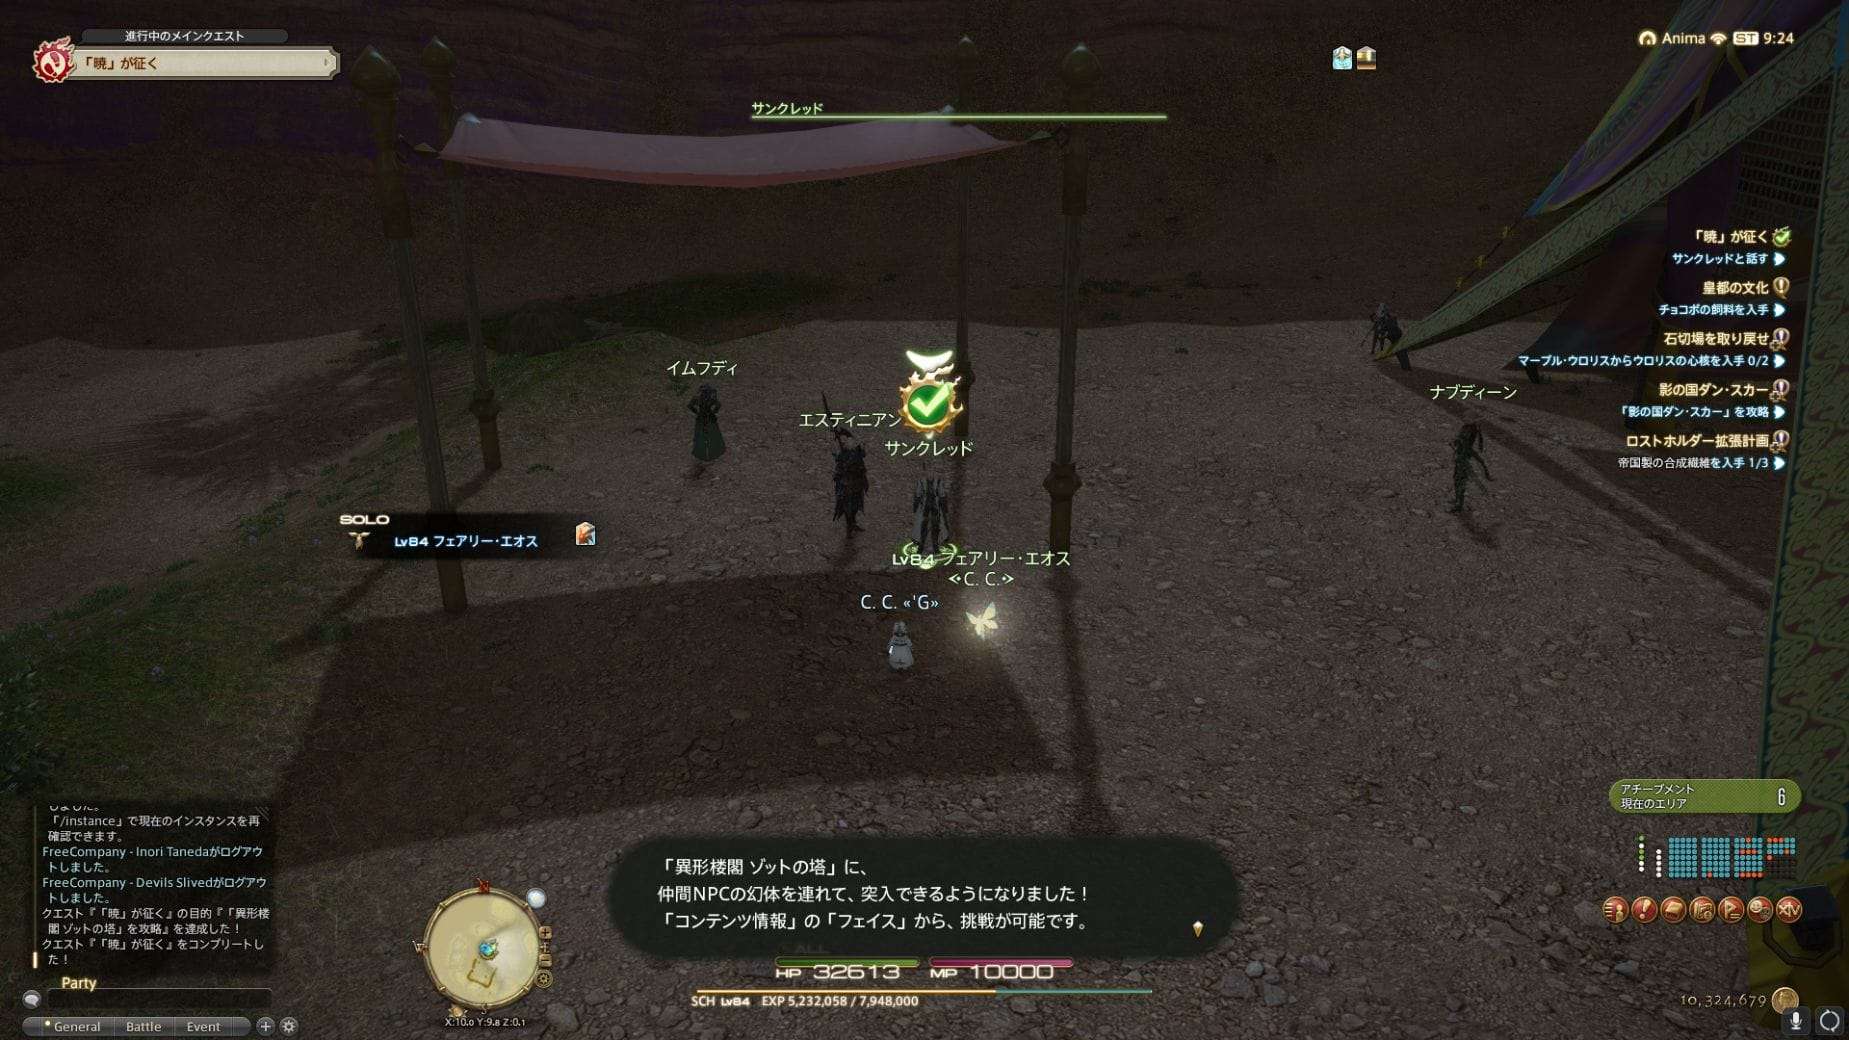 進行中のメインクエスト
「暁」が征く
Anima ST 9:24
サンクレッド
「暁」が征く
サンクレッドと話す
皇都の文化
チョコボの飼料を入手
石切場を取り戻せ
マーブル・ウロリスからウロリスの心核を入手 0/2
影の国ダン・スカー
「影の国ダン・スカー」を攻略
ロストホルダー拡張計画
帝国製の合成繊維を入手 1/3
イムフディ
エスティニアン
サンクレッド
ナブディーン
SOLO
Lv84 フェアリー・エオス
Lv84 フェアリー・エオス
<C. C.>
C. C. «'G»
アチーブメント
現在のエリア
6
しました。
「/instance」で現在のインスタンスを再
確認できます。
FreeCompany - Inori Tanedaがログアウ
トしました。
FreeCompany - Devils Slivedがログアウ
トしました。
クエスト『「暁」が征く』の目的『「異形楼
閣 ゾットの塔」を攻略』を達成した！
クエスト『「暁」が征く』をコンプリートし
た！
Party
General Battle Event
「異形楼閣 ゾットの塔」に、
仲間NPCの幻体を連れて、突入できるようになりました！
「コンテンツ情報」の「フェイス」から、挑戦が可能です。
HP 32613 MP 10000
SCH Lv84 EXP 5,232,058 / 7,948,000
X:10.0 Y:9.8 Z:0.1
10,324,679